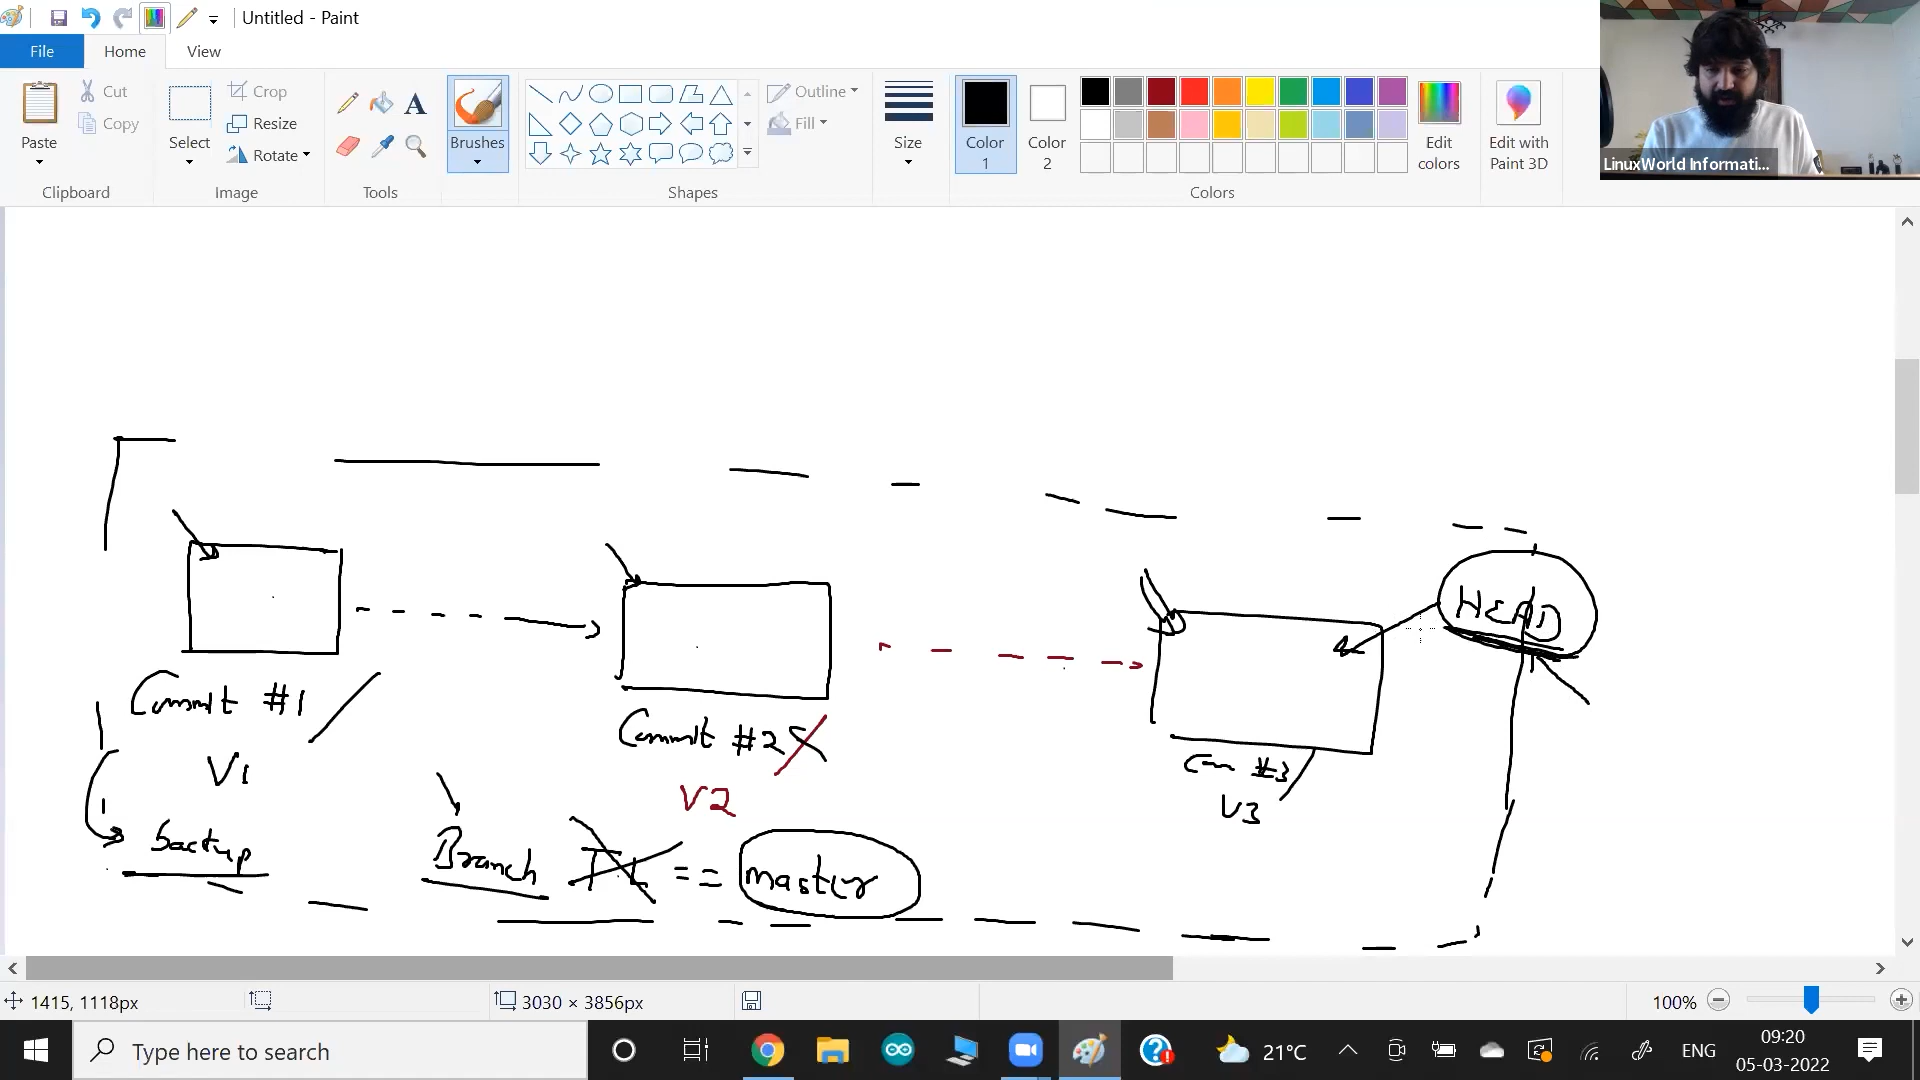 Untitled - Paint
File
Home
View
Paste
Cut
Copy
Clipboard
Select
Crop
Resize
Rotate
Image
A
Tools
Brushes
Shapes
Outline
Fill
Size
Color 1
Color 2
Colors
Edit colors
Edit with Paint 3D
LinuxWorld Informati...
HEAD
Commit #1
V1
Commit #2
V2
Com #3
V3
backup
Branch
== master
1415, 1118px
3030 × 3856px
100%
Type here to search
21°C
ENG
09:20
05-03-2022